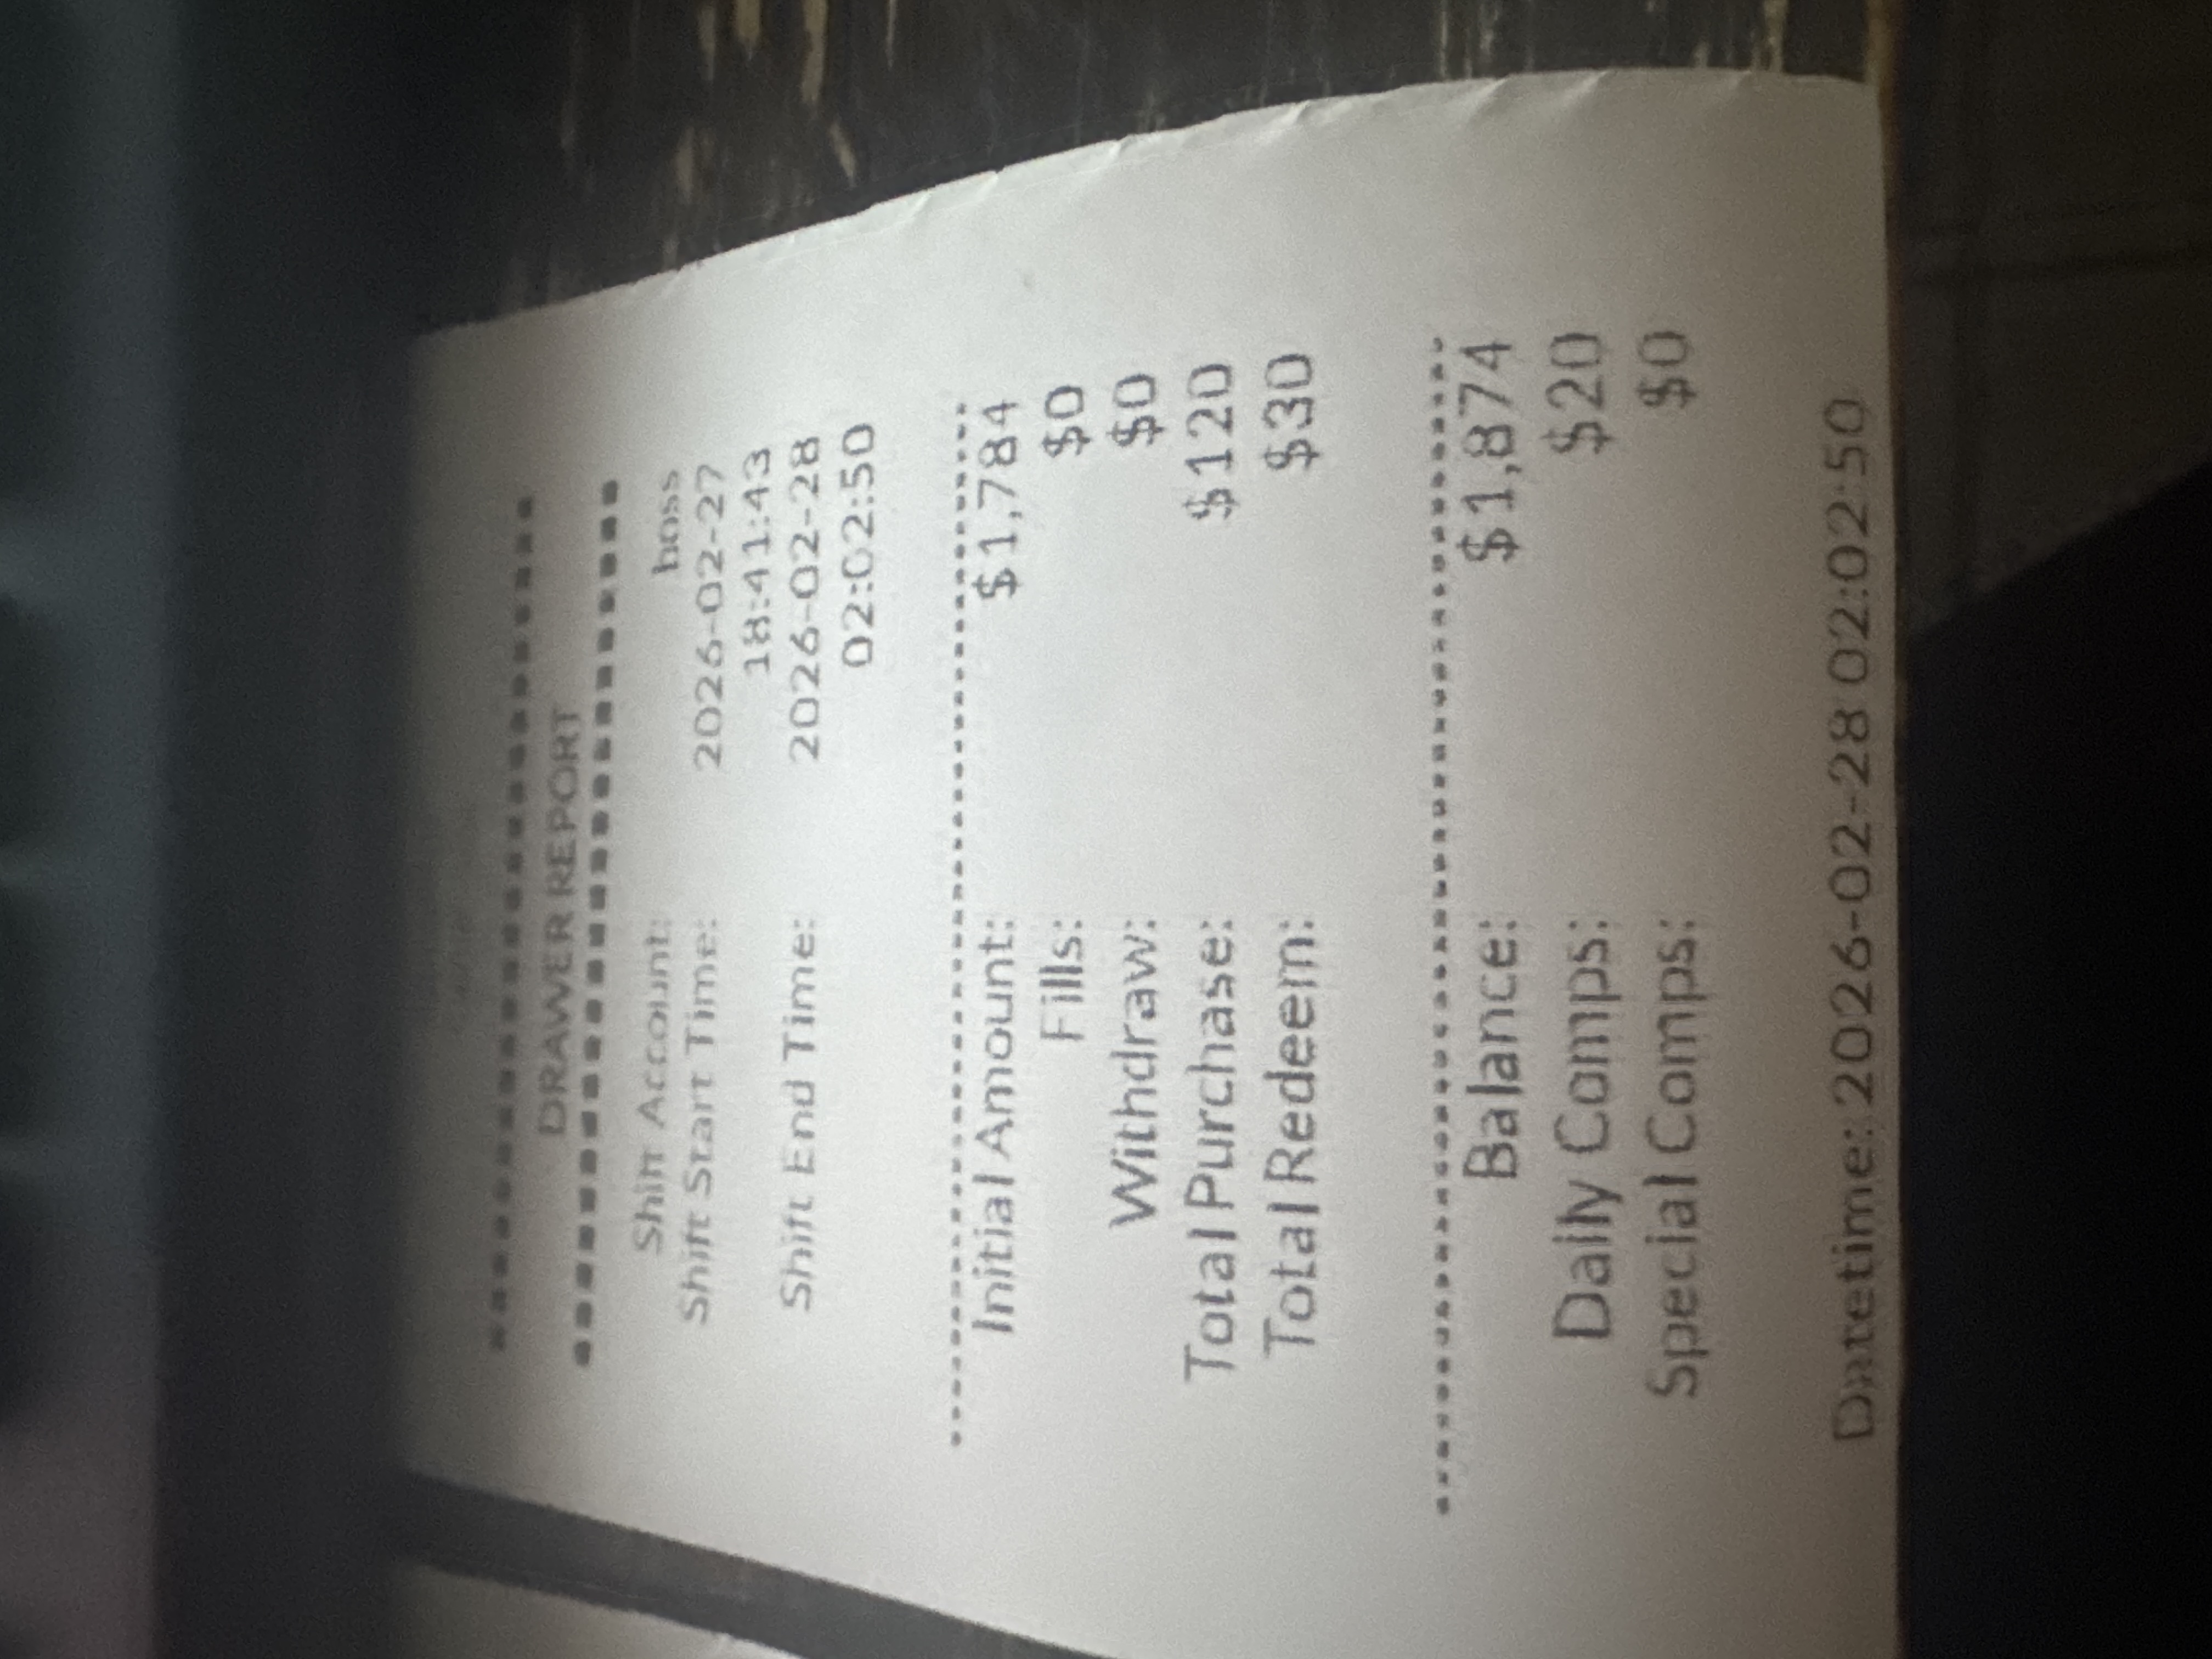 DRAWER REPORT
Shift Account: boss
Shift Start Time: 2026-02-27
18:41:43
Shift End Time: 2026-02-28
02:02:50
Initial Amount: $1,784
Fills: $0
Withdraw: $0
Total Purchase: $120
Total Redeem: $30
Balance: $1,874
Daily Comps: $20
Special Comps: $0
Datetime: 2026-02-28 02:02:50